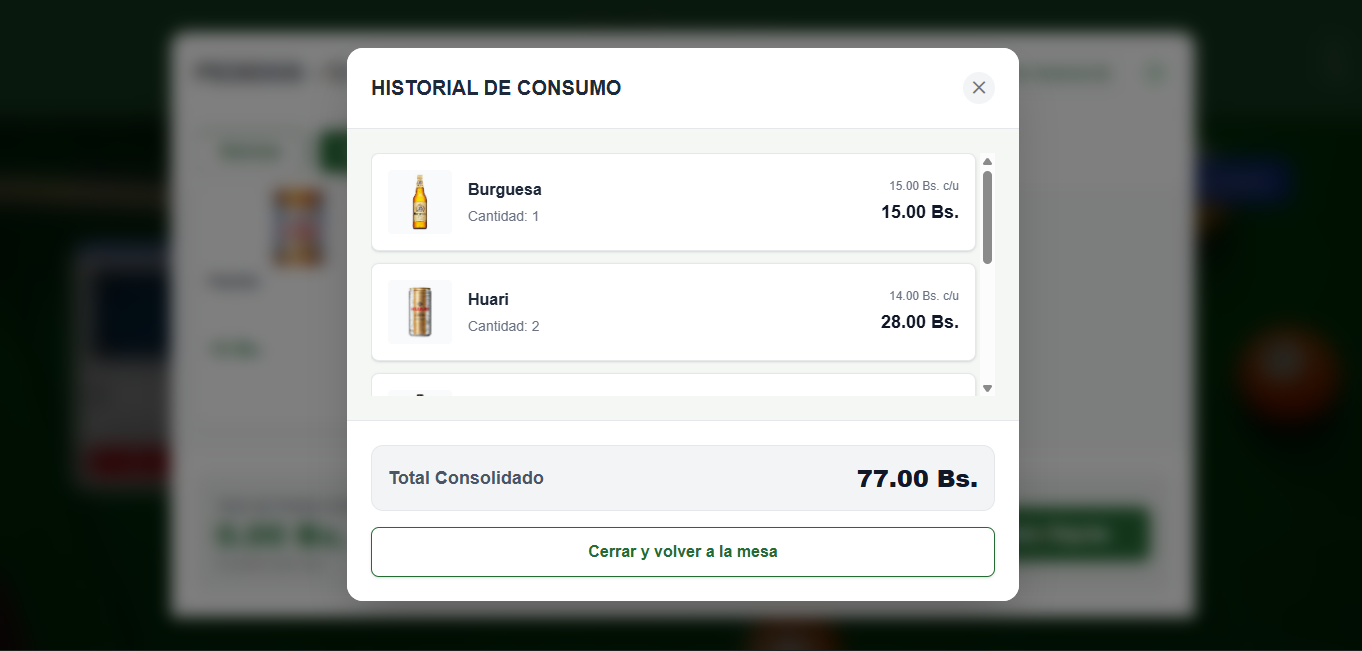 HISTORIAL DE CONSUMO
Burguesa
15.00 Bs. c/u
Cantidad: 1
15.00 Bs.
Huari
14.00 Bs. c/u
Cantidad: 2
28.00 Bs.
Total Consolidado
77.00 Bs.
Cerrar y volver a la mesa